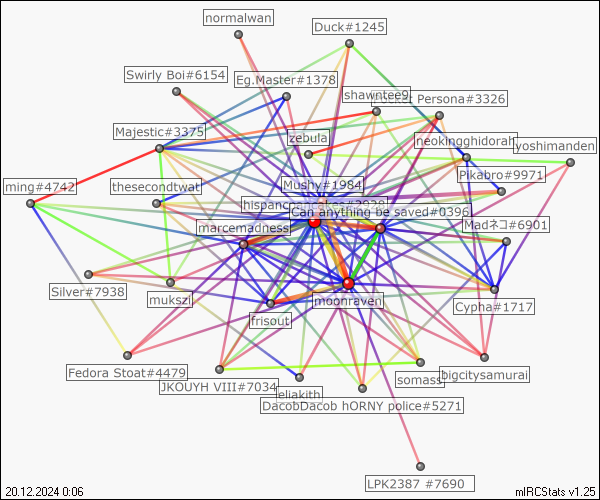 normalwan
Duck#1245
Swirly Boi#6154
Eg.Master#1378
shawntee9
Persona#3326
Majestic#3375
zebula
neokingghidorah
yoshimanden
ming#4742
thesecondtwat
Mushy#1984
Pikabro#9971
Can anything be saved#0396
marcemadness
Madネコ#6901
Silver#7938
mukszi
moonraven
Cypha#1717
frisout
Fedora Stoat#4479
JKOUYH VIII#7034
eliakith
somass
bigcitysamurai
DacobDacob hORNY police#5271
LPK2387 #7690
20.12.2024 0:06
mIRCStats v1.25